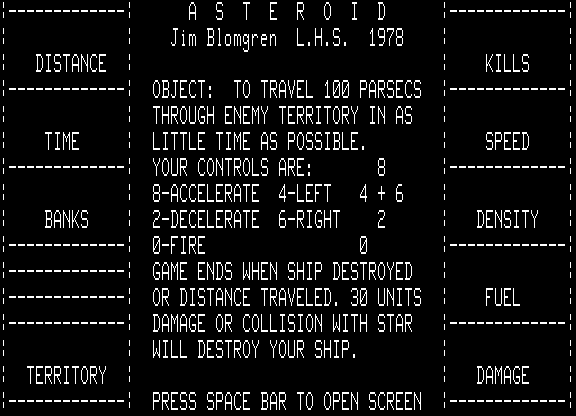 A S T E R O I D
Jim Blomgren L.H.S. 1978
DISTANCE
KILLS
OBJECT: TO TRAVEL 100 PARSECS
THROUGH ENEMY TERRITORY IN AS
LITTLE TIME AS POSSIBLE.
TIME
SPEED
YOUR CONTROLS ARE: 8
8-ACCELERATE 4-LEFT 4 + 6
2-DECELERATE 6-RIGHT 2
BANKS
DENSITY
0-FIRE 0
GAME ENDS WHEN SHIP DESTROYED
OR DISTANCE TRAVELED. 30 UNITS
FUEL
DAMAGE OR COLLISION WITH STAR
WILL DESTROY YOUR SHIP.
TERRITORY
DAMAGE
PRESS SPACE BAR TO OPEN SCREEN